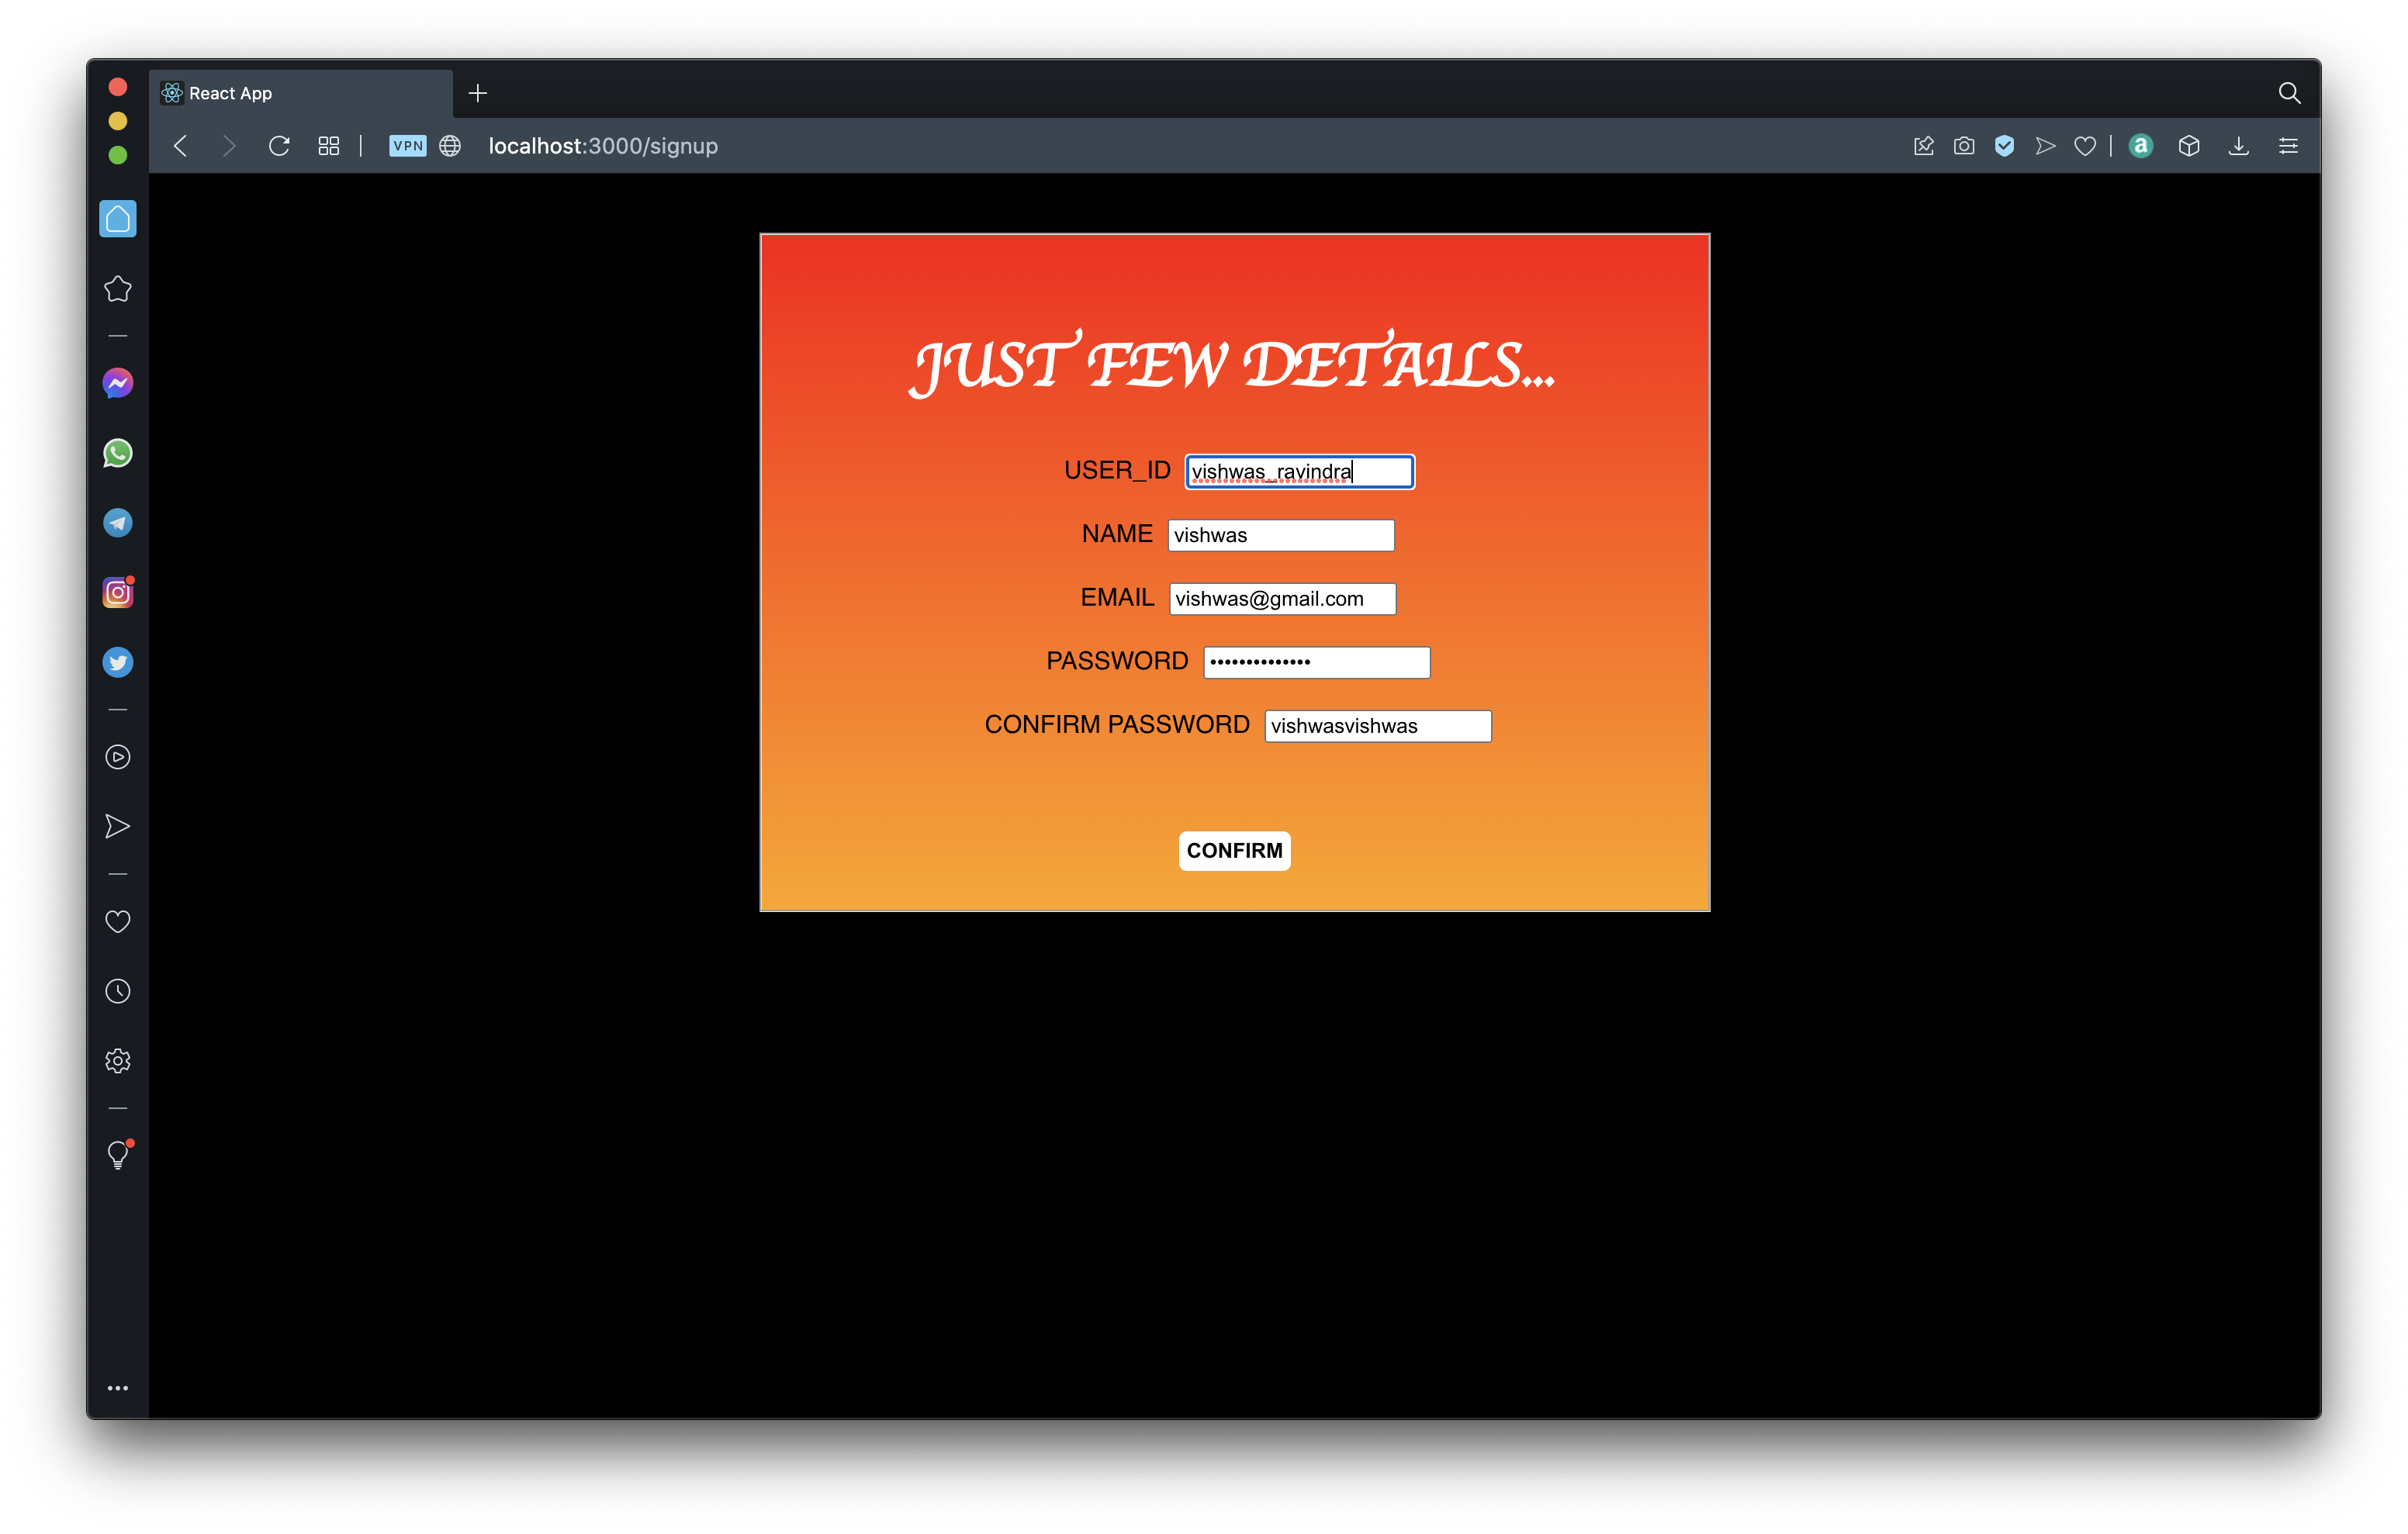 React App
VPN
localhost:3000/signup
a
JUST FEW DETAILS...
USER_ID vishwas_ravindra
NAME vishwas
EMAIL vishwas@gmail.com
PASSWORD ••••••••••••••
CONFIRM PASSWORD vishwasvishwas
CONFIRM